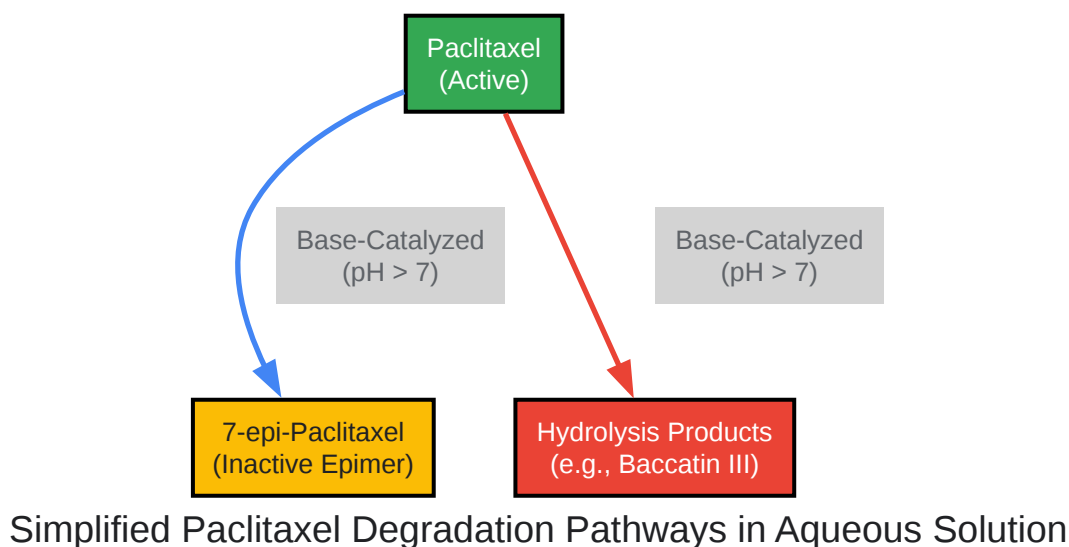 Paclitaxel
(Active)
Base-Catalyzed
(pH > 7)
Base-Catalyzed
(pH > 7)
7-epi-Paclitaxel
(Inactive Epimer)
Hydrolysis Products
(e.g., Baccatin III)
Simplified Paclitaxel Degradation Pathways in Aqueous Solution